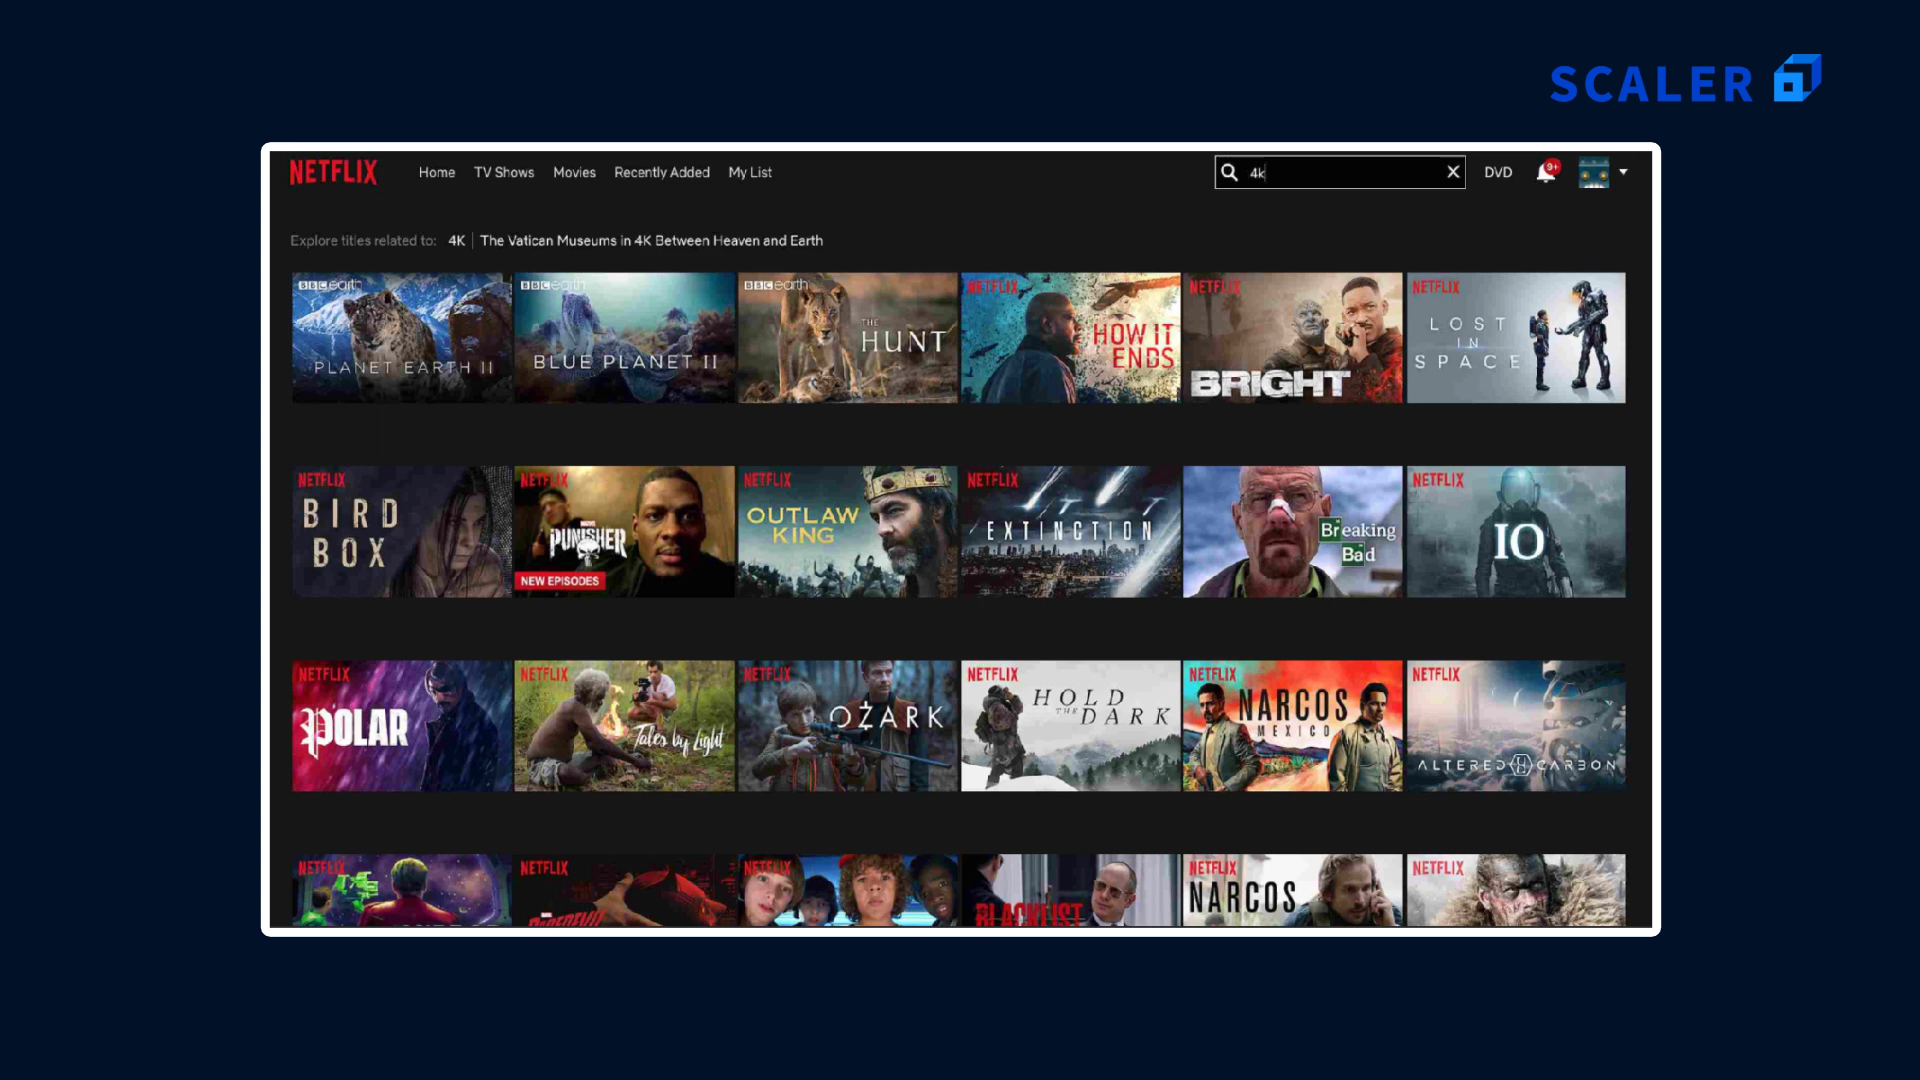 SCALER
NETFLIX Home TV Shows Movies Recently Added My List 4k DVD 9+
Explore titles related to: 4K The Vatican Museums in 4K Between Heaven and Earth
BBC earth
PLANET EARTH II
BBC earth
BLUE PLANET II
BBC earth
THE
HUNT
NETFLIX
HOW IT
ENDS
NETFLIX
BRIGHT
NETFLIX
LOST
IN
SPACE
NETFLIX
BIRD
BOX
NETFLIX
MARVEL
PUNISHER
NEW EPISODES
NETFLIX
OUTLAW
KING
NETFLIX
EXTINCTION
Breaking
Bad
NETFLIX
IO
NETFLIX
POLAR
NETFLIX
Tales by Light
NETFLIX
OZARK
NETFLIX
HOLD
THE DARK
NETFLIX
NARCOS
MEXICO
NETFLIX
ALTERED CARBON
NETFLIX
NETFLIX
MARVEL
DAREDEVIL
NETFLIX
BLACKLIST
NETFLIX
NARCOS
NETFLIX